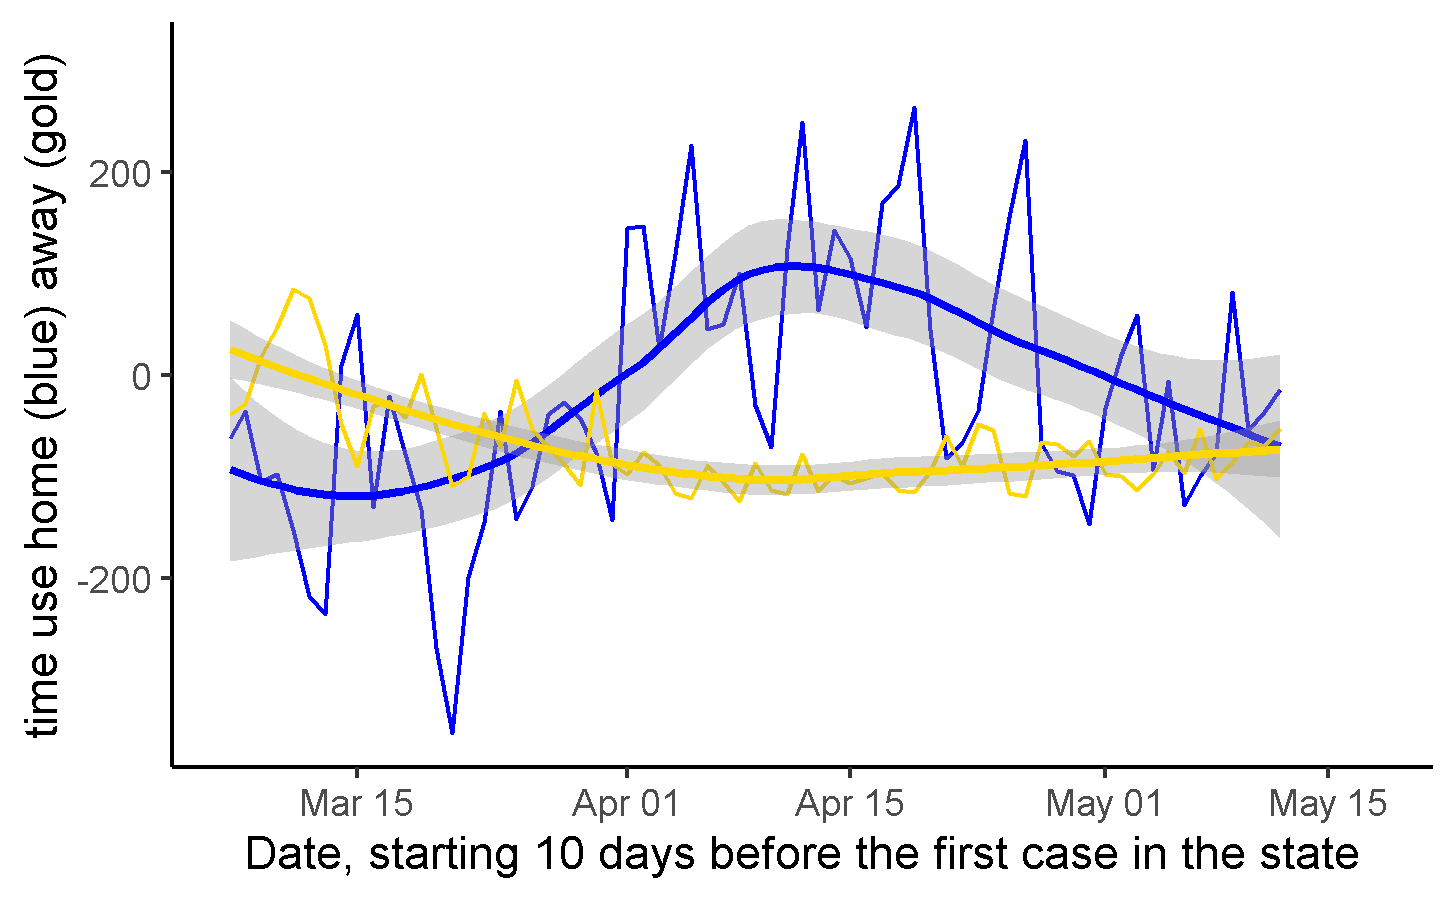 time use home (blue) away (gold)
200
0
-200
Mar 15
Apr 01
Apr 15
May 01
May 15
Date, starting 10 days before the first case in the state